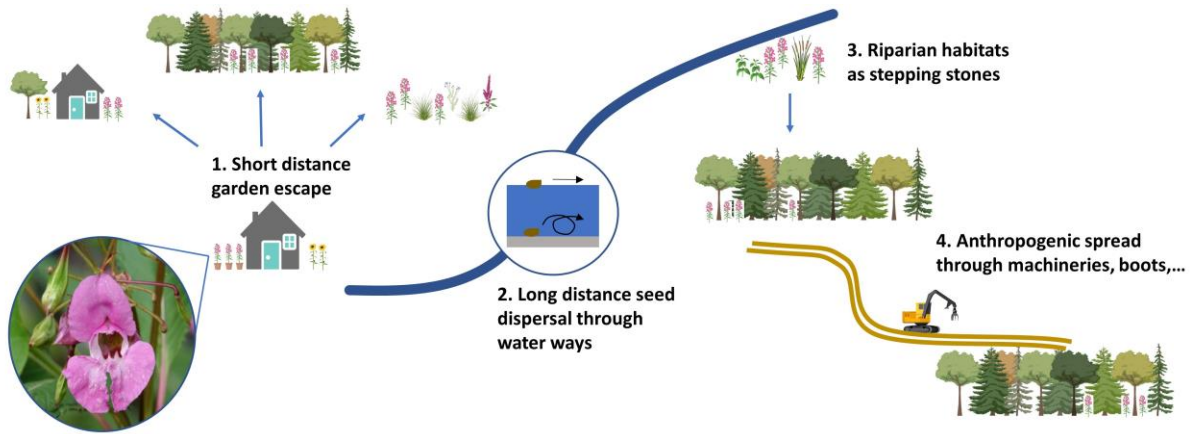 1. Short distance
garden escape
2. Long distance seed
dispersal through
water ways
3. Riparian habitats
as stepping stones
4. Anthropogenic spread
through machineries, boots,...